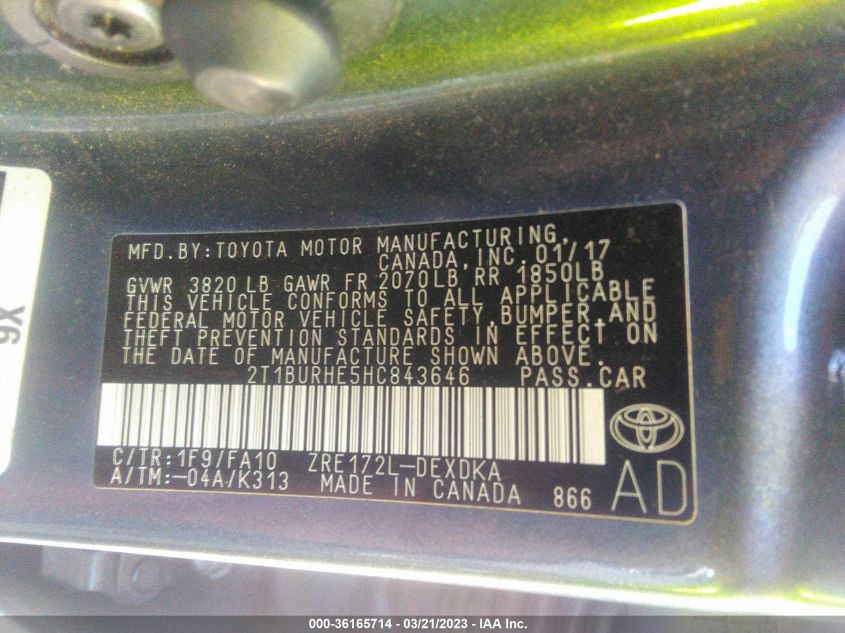 9X
MFD.BY:TOYOTA MOTOR MANUFACTURING,
CANADA,INC.01/17
GVWR 3820 LB GAWR FR 2070LB RR 1850LB
THIS VEHICLE CONFORMS TO ALL APPLICABLE
FEDERAL MOTOR VEHICLE SAFETY,BUMPER,AND
THEFT PREVENTION STANDARDS IN EFFECT ON
THE DATE OF MANUFACTURE SHOWN ABOVE.
2T1BURHE5HC843646 PASS.CAR
C/TR:1F9/FA10 ZRE172L-DEXDKA
A/TM:-04A/K313 MADE IN CANADA 866 AD
000-36165714 / 03/21/2023 / IAA Inc.